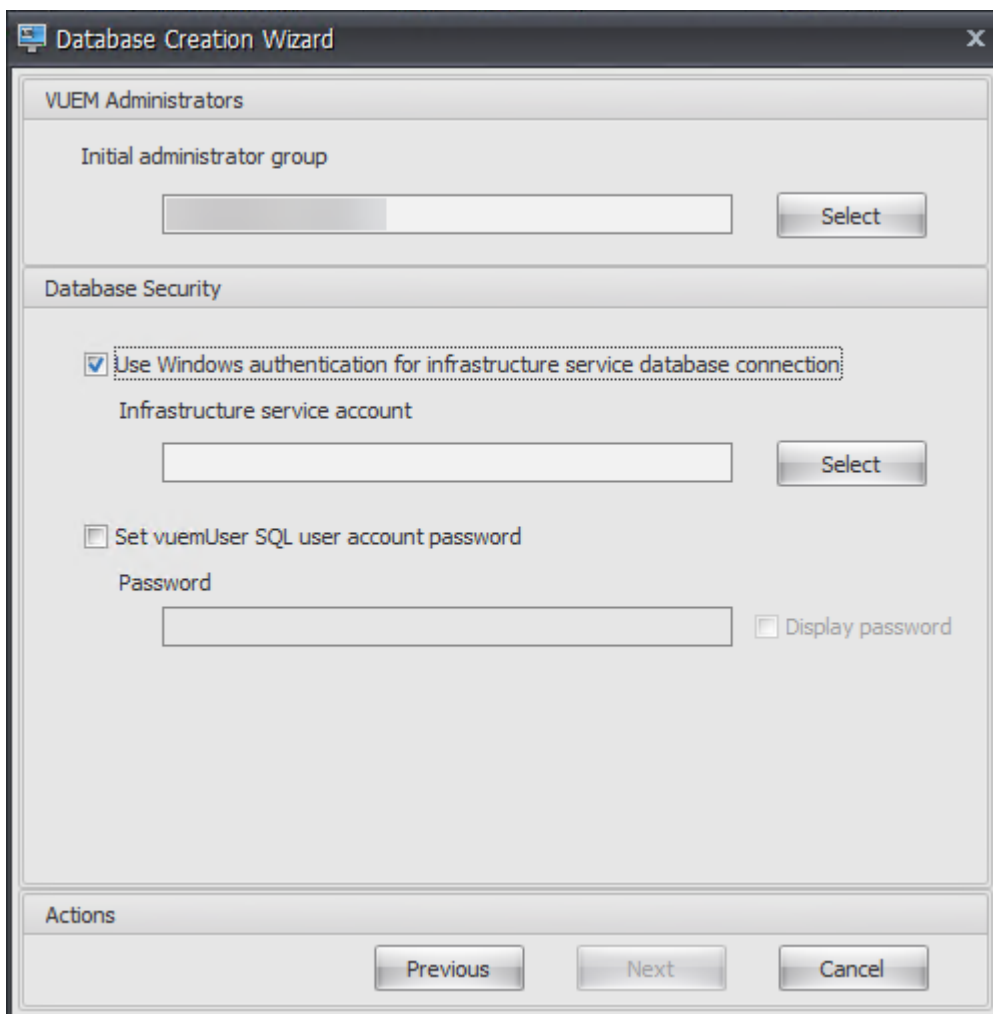 Database Creation Wizard
VUEM Administrators
Initial administrator group
Select
Database Security
Use Windows authentication for infrastructure service database connection
Infrastructure service account
Select
Set vuemUser SQL user account password
Password
Display password
Actions
Previous Next Cancel